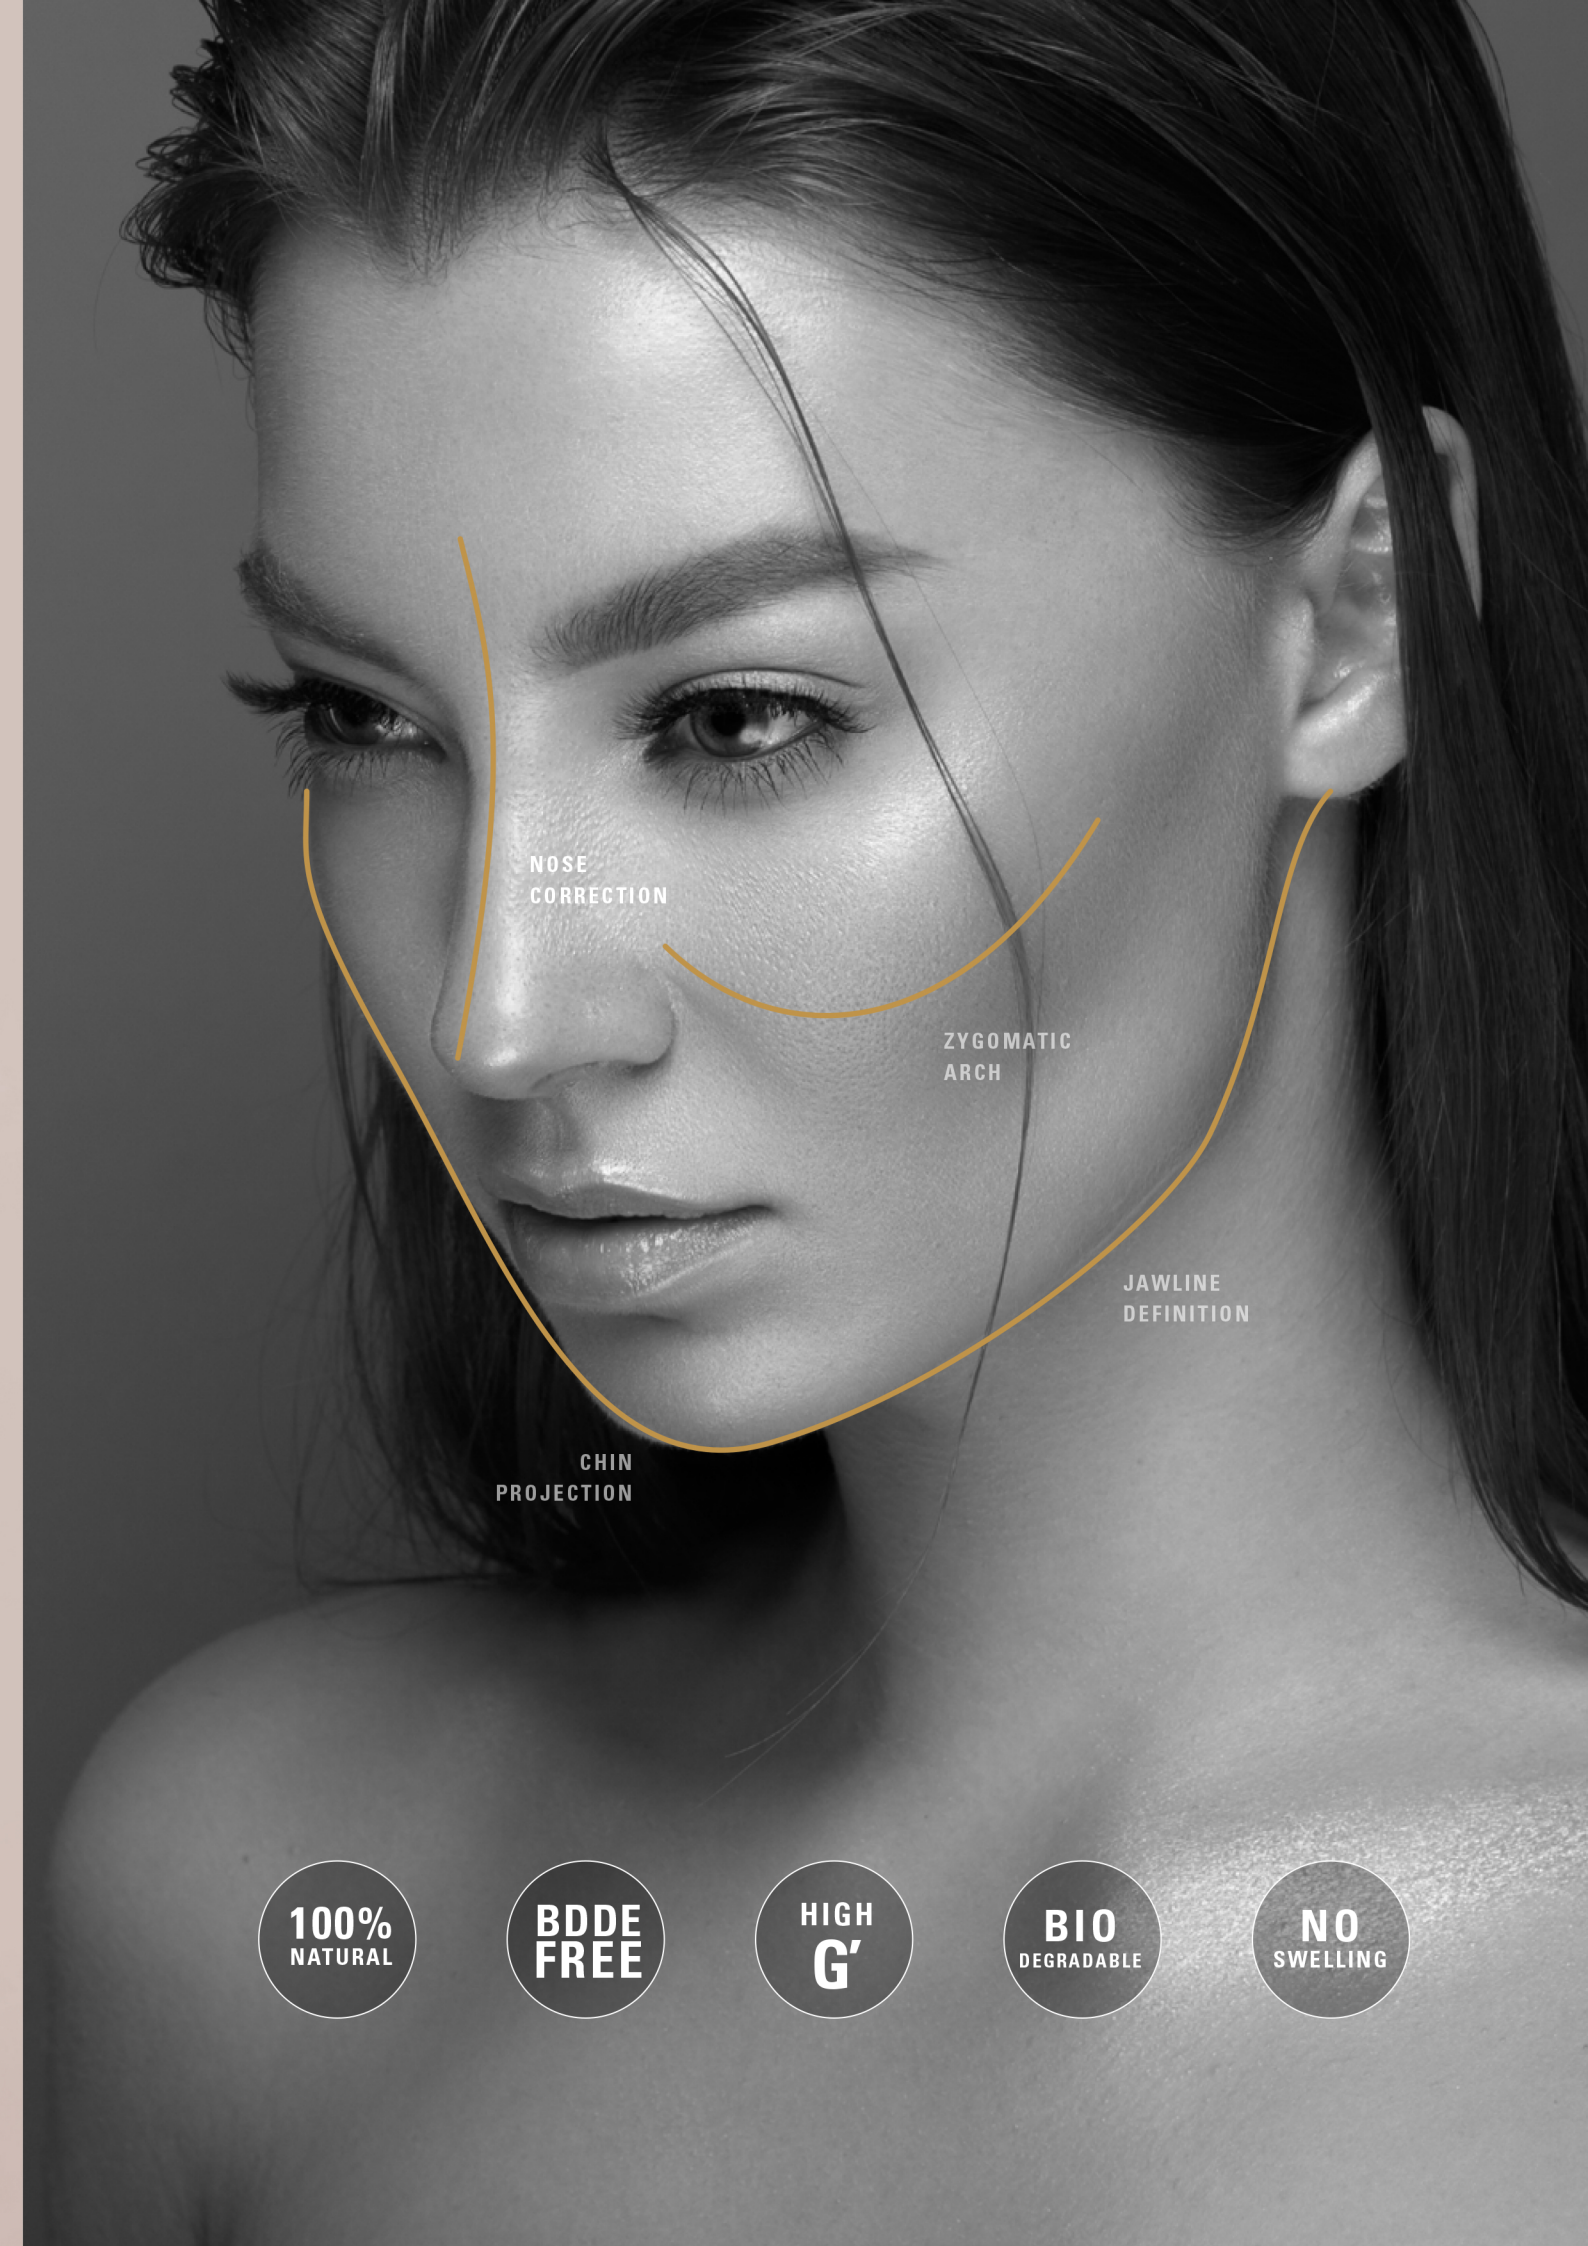 NOSE
CORRECTION
ZYGOMATIC
ARCH
JAWLINE
DEFINITION
CHIN
PROJECTION
100%
NATURAL
BDDE
FREE
HIGH
G′
BIO
DEGRADABLE
NO
SWELLING